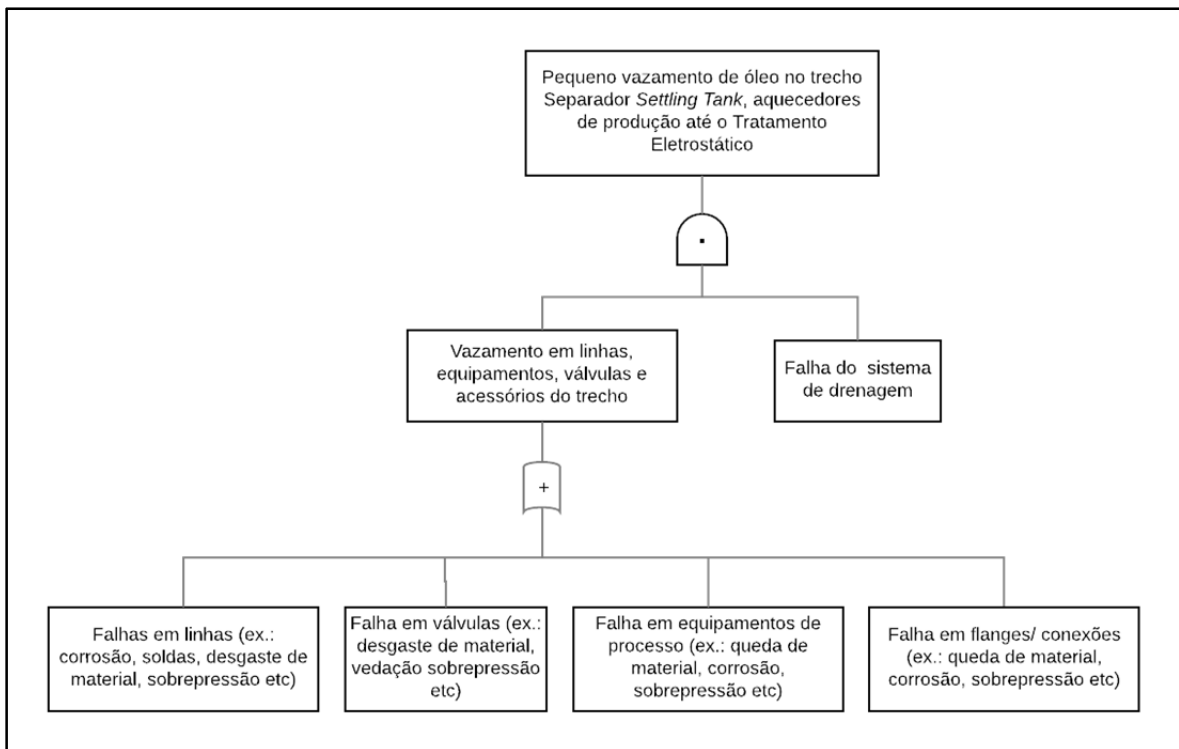 Pequeno vazamento de óleo no trecho
Separador Settling Tank, aquecedores
de produção até o Tratamento
Eletrostático
Vazamento em linhas,
equipamentos, válvulas e
acessórios do trecho
Falha do sistema
de drenagem
+
Falhas em linhas (ex.:
corrosão, soldas, desgaste de
material, sobrepressão etc)
Falha em válvulas (ex.:
desgaste de material,
vedação sobrepressão
etc)
Falha em equipamentos de
processo (ex.: queda de
material, corrosão,
sobrepressão etc)
Falha em flanges/ conexões
(ex.: queda de material,
corrosão, sobrepressão etc)